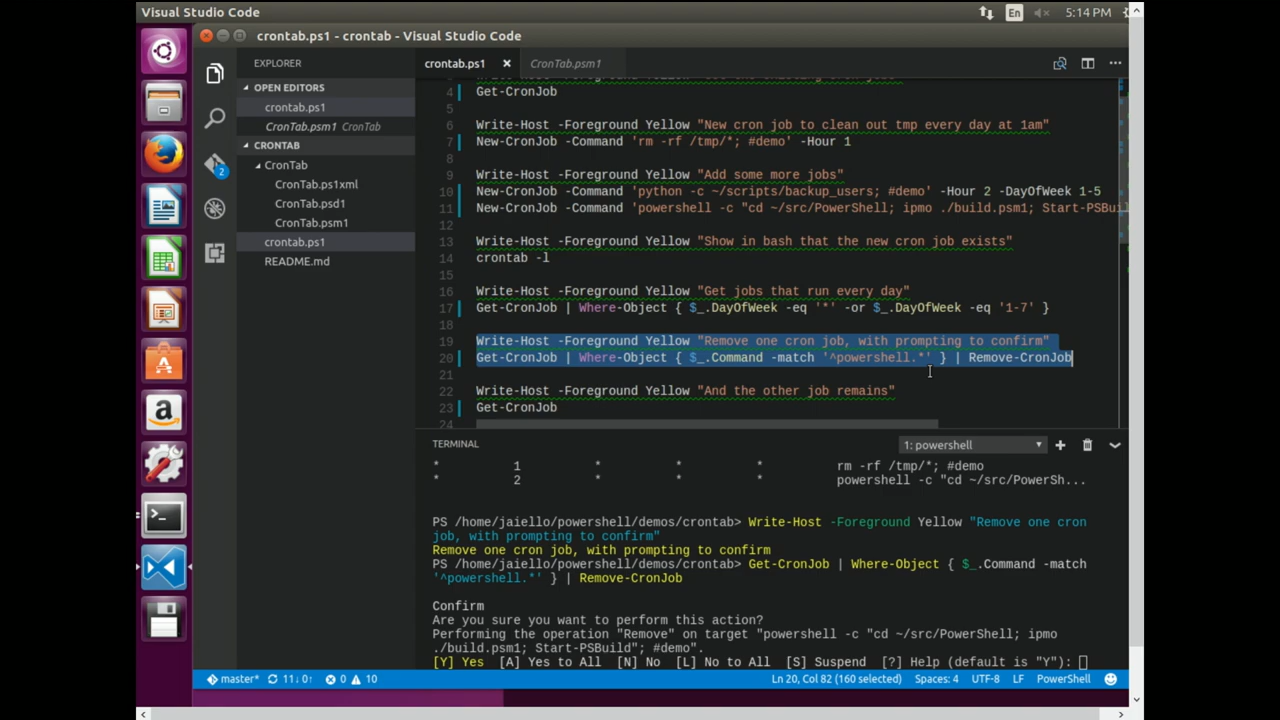 Visual Studio Code
En
5:14 PM
crontab.ps1 - crontab - Visual Studio Code
EXPLORER
OPEN EDITORS
crontab.ps1
CronTab.psm1 CronTab
CRONTAB
CronTab
CronTab.ps1xml
CronTab.psd1
CronTab.psm1
crontab.ps1
README.md
2
crontab.ps1
CronTab.psm1
4 Get-CronJob
5
6 Write-Host -Foreground Yellow "New cron job to clean out tmp every day at 1am"
7 New-CronJob -Command 'rm -rf /tmp/*; #demo' -Hour 1
8
9 Write-Host -Foreground Yellow "Add some more jobs"
10 New-CronJob -Command 'python -c ~/scripts/backup_users; #demo' -Hour 2 -DayOfWeek 1-5
11 New-CronJob -Command 'powershell -c "cd ~/src/PowerShell; ipmo ./build.psm1; Start-PSBuil
12
13 Write-Host -Foreground Yellow "Show in bash that the new cron job exists"
14 crontab -l
15
16 Write-Host -Foreground Yellow "Get jobs that run every day"
17 Get-CronJob | Where-Object { $_.DayOfWeek -eq '*' -or $_.DayOfWeek -eq '1-7' }
18
19 Write-Host -Foreground Yellow "Remove one cron job, with prompting to confirm"
20 Get-CronJob | Where-Object { $_.Command -match '^powershell.*' } | Remove-CronJob
21
22 Write-Host -Foreground Yellow "And the other job remains"
23 Get-CronJob
24
TERMINAL
1: powershell
* 1 * * * rm -rf /tmp/*; #demo
* 2 * * * powershell -c "cd ~/src/PowerSh...
PS /home/jaiello/powershell/demos/crontab> Write-Host -Foreground Yellow "Remove one cron
job, with prompting to confirm"
Remove one cron job, with prompting to confirm
PS /home/jaiello/powershell/demos/crontab> Get-CronJob | Where-Object { $_.Command -match
'^powershell.*' } | Remove-CronJob
Confirm
Are you sure you want to perform this action?
Performing the operation "Remove" on target "powershell -c "cd ~/src/PowerShell; ipmo
./build.psm1; Start-PSBuild"; #demo".
[Y] Yes [A] Yes to All [N] No [L] No to All [S] Suspend [?] Help (default is "Y"):
master* 11↓ 0↑ 0 10
Ln 20, Col 82 (160 selected) Spaces: 4 UTF-8 LF PowerShell